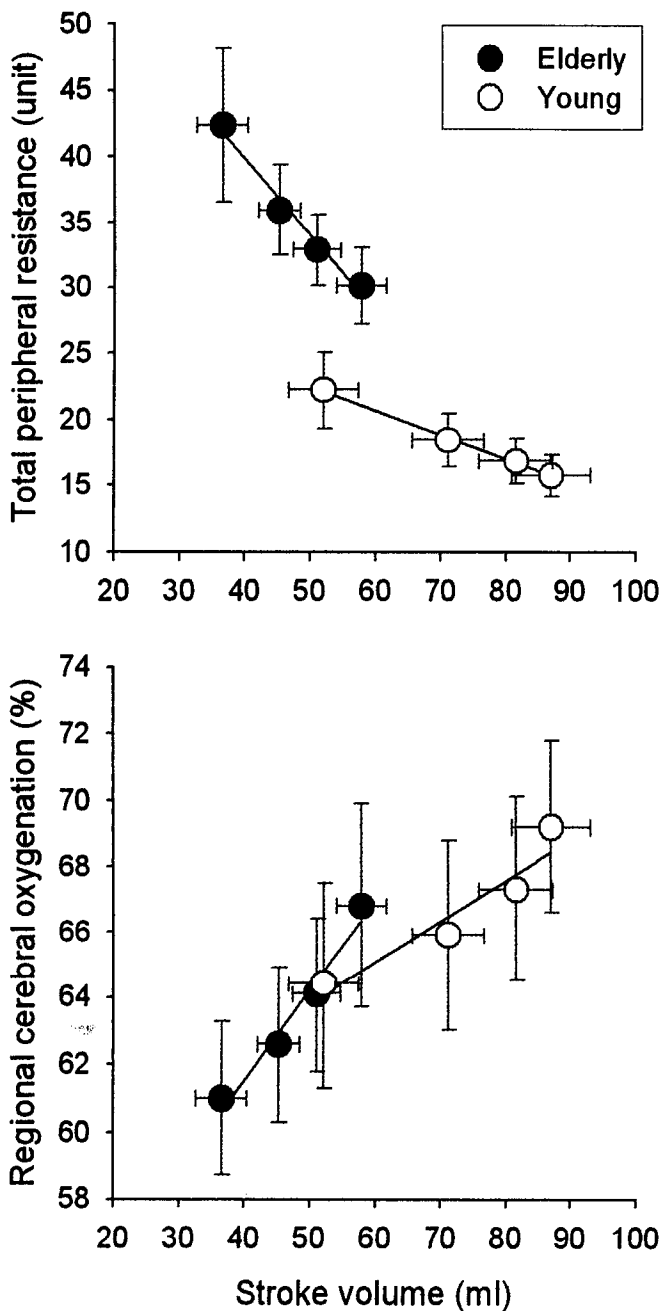 Total peripheral resistance (unit)
50
45
40
35
30
25
20
15
10
Elderly
Young
20 30 40 50 60 70 80 90 100
Regional cerebral oxygenation (%)
74
72
70
68
66
64
62
60
58
20 30 40 50 60 70 80 90 100
Stroke volume (ml)